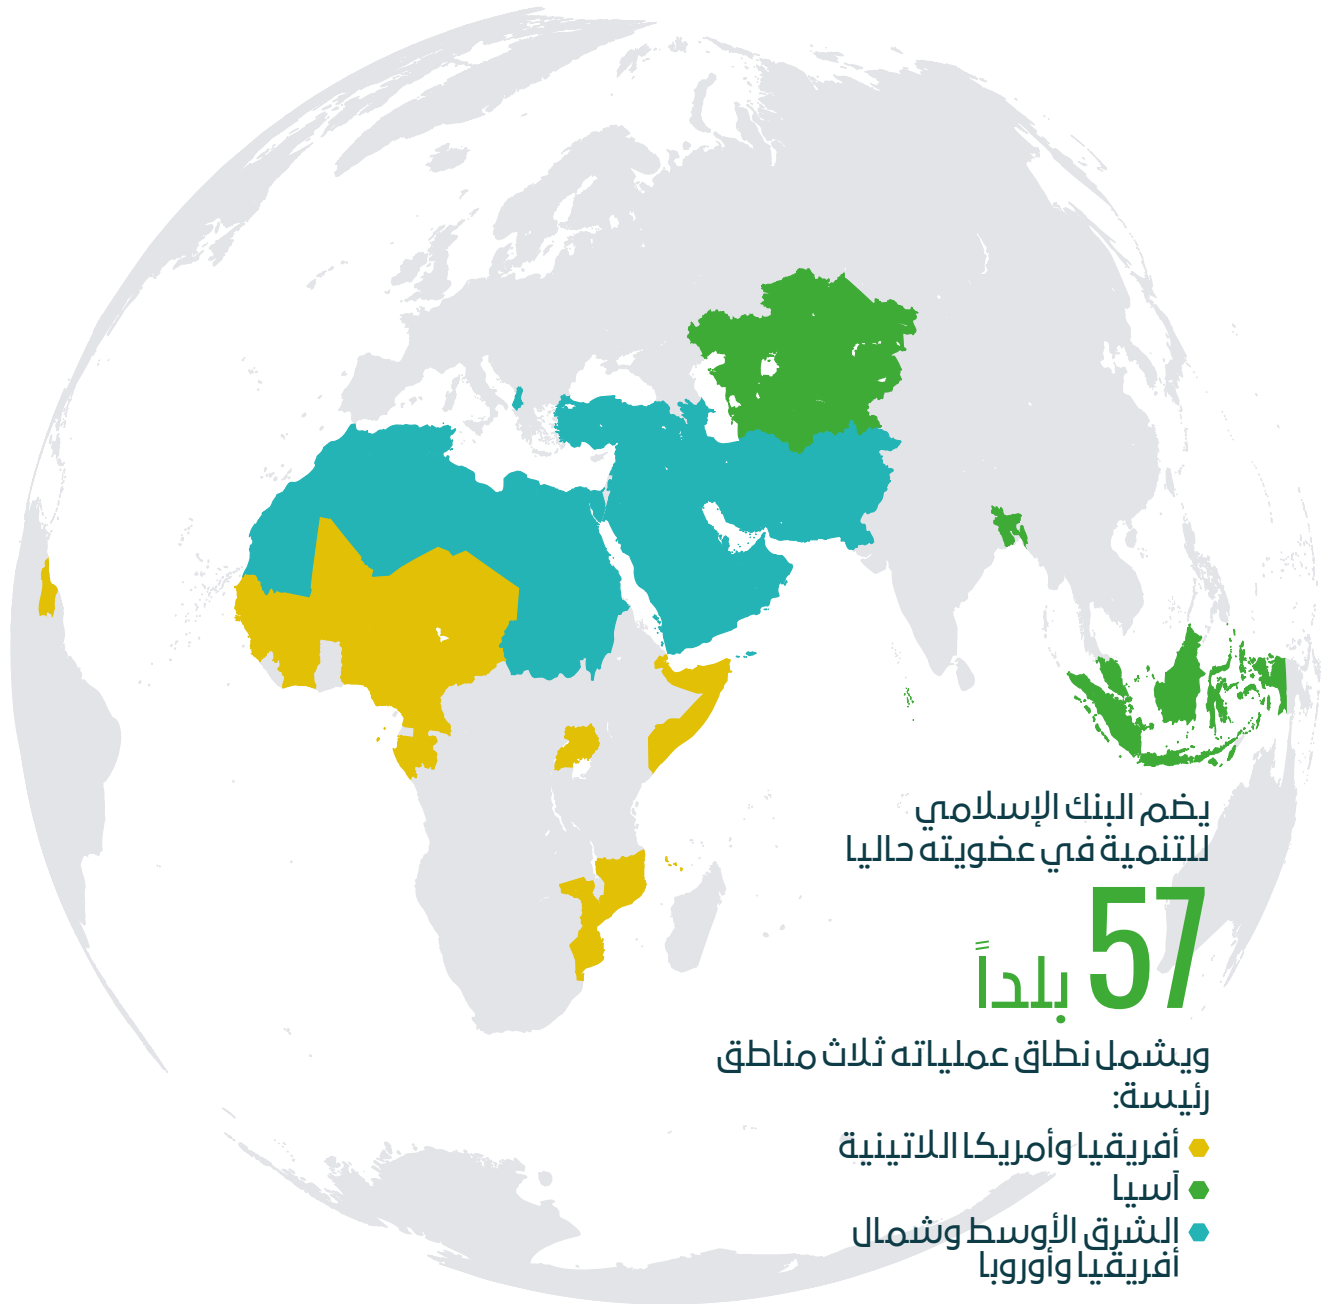 يضم البنك الإسلامي
للتنمية في عضويته حاليا
57 بلداً
ويشمل نطاق عملياته ثلاث مناطق
رئيسة:
أفريقيا وأمريكا اللاتينية
آسيا
الشرق الأوسط وشمال
أفريقيا وأوروبا